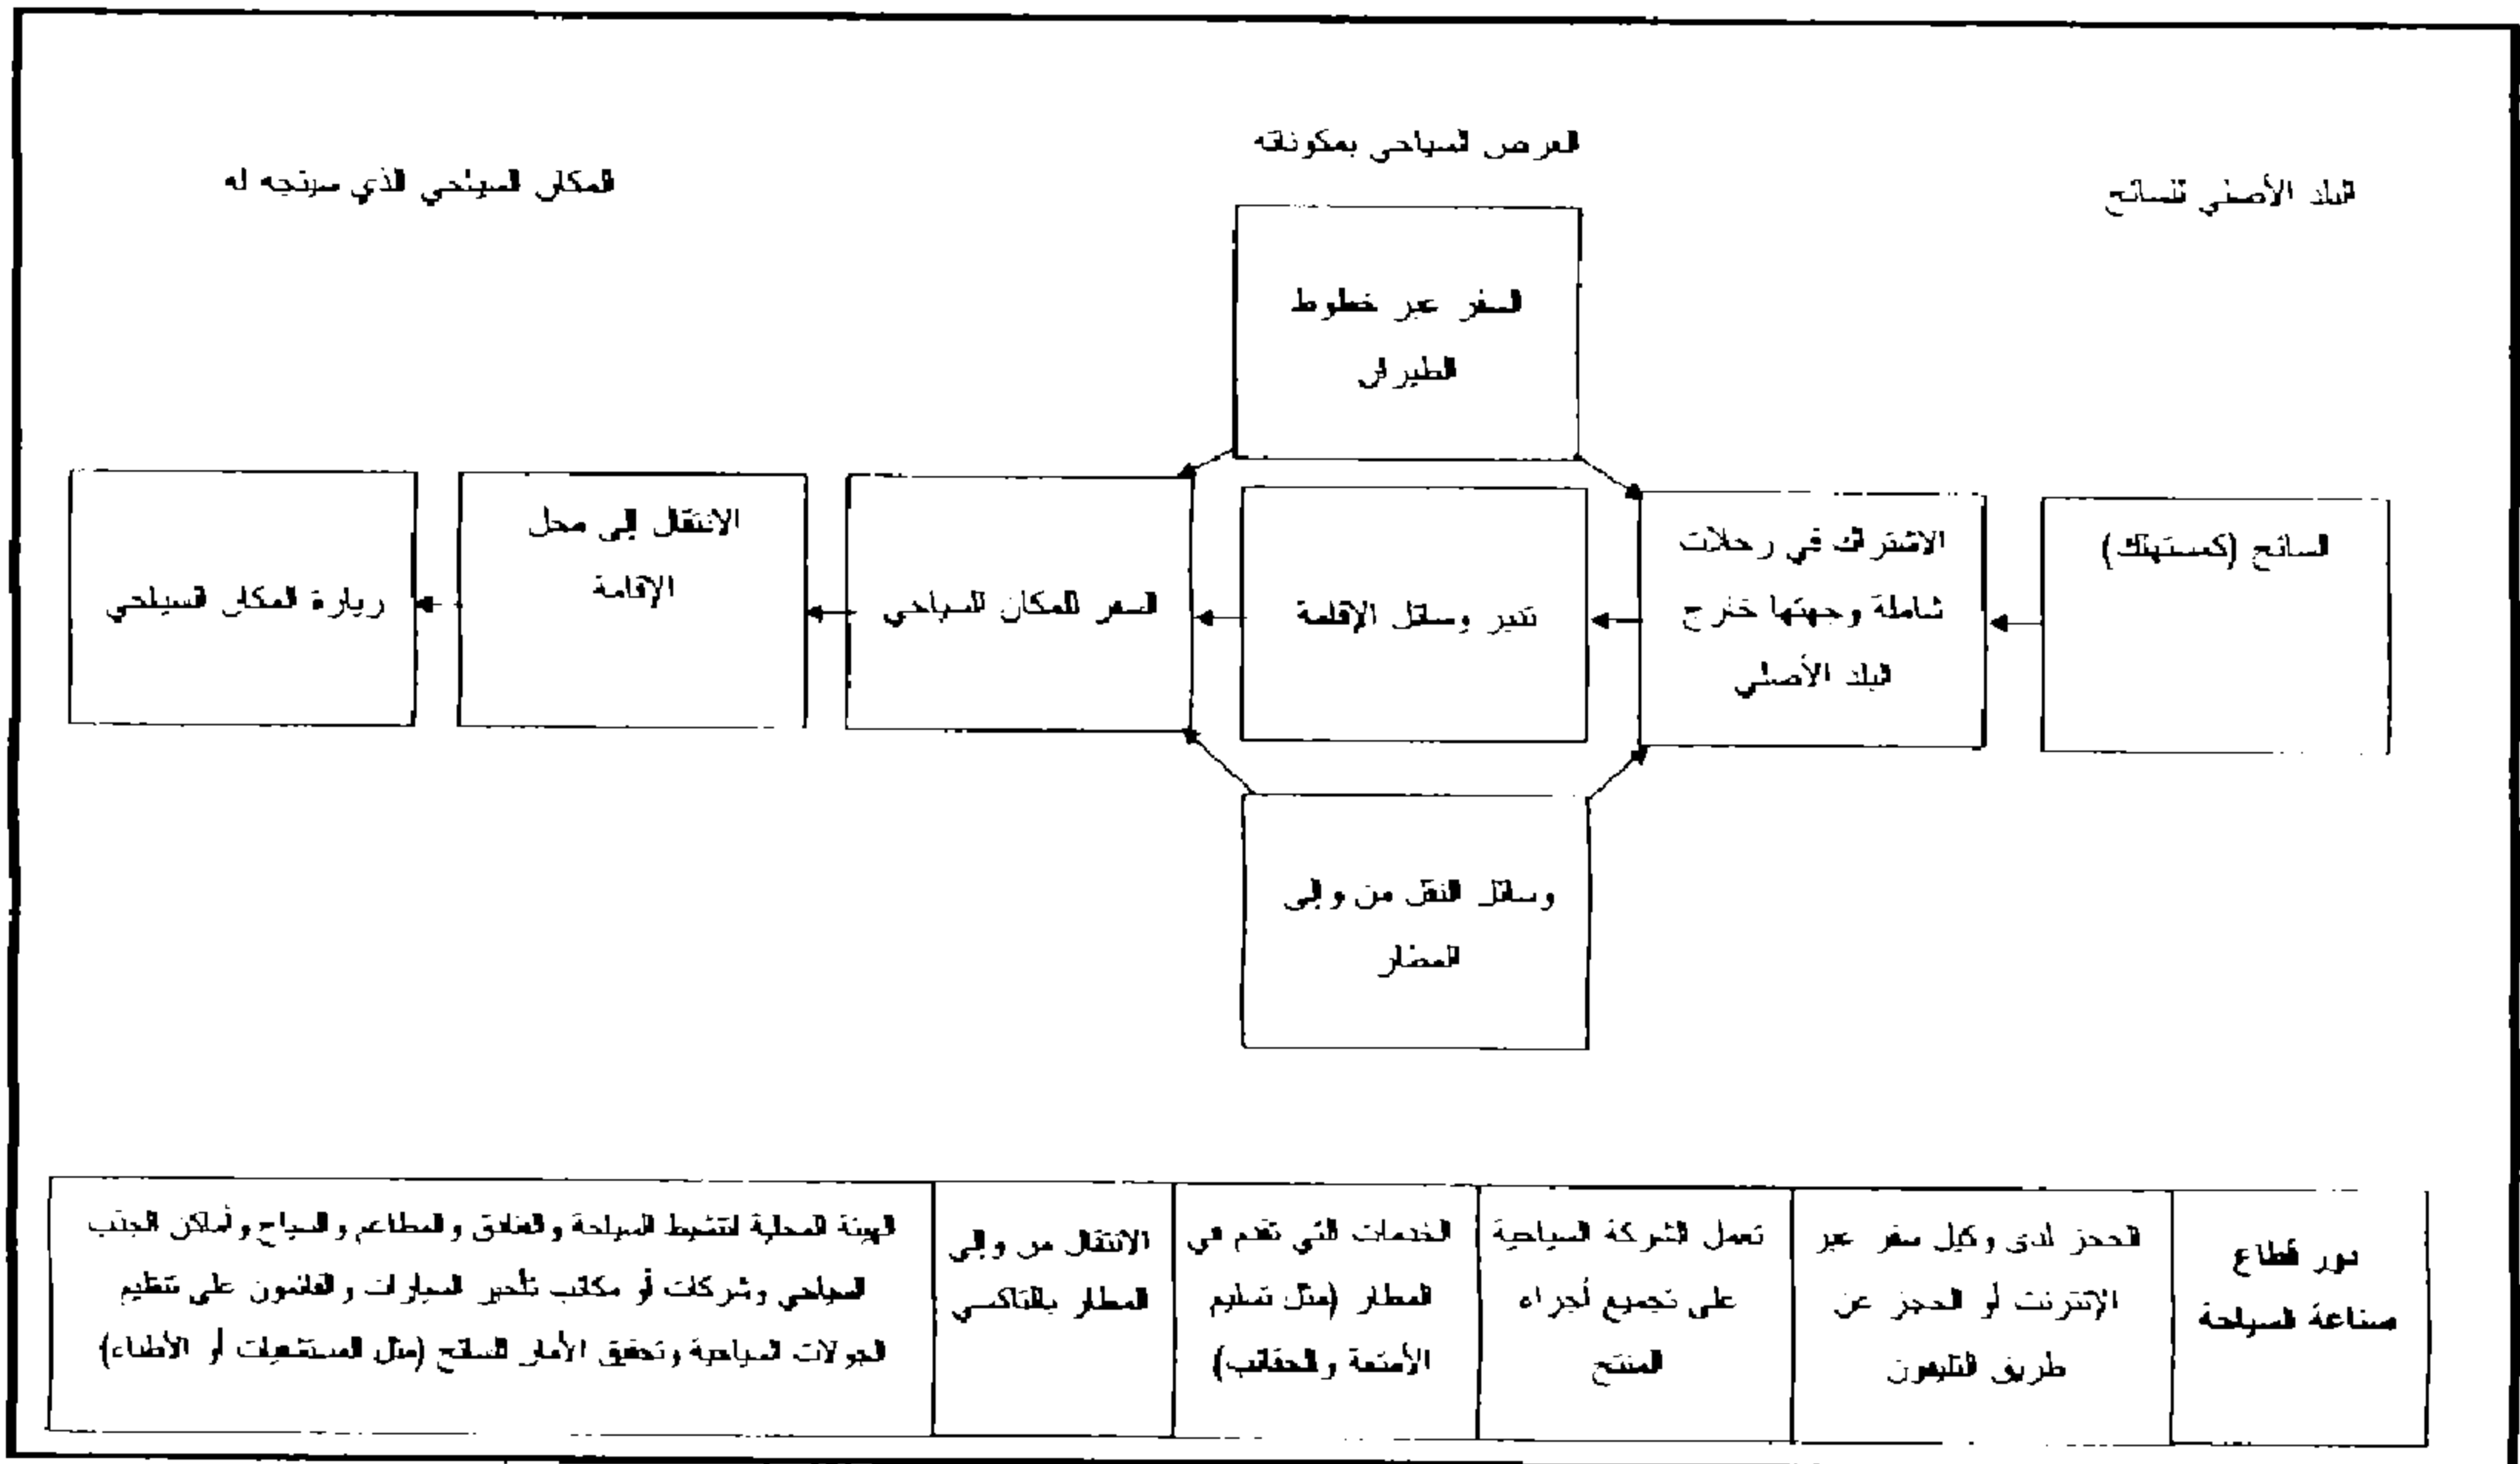 البلد الأصلي للسائح
العرض السياحي بمكوناته
المكان السياحي الذي سيتجه له
السفر عبر خطوط
الطيران
السائح (كمستهلك)
الاشتراك في رحلات
شاملة وجهتها خارج
البلد الأصلي
تدبير وسائل الإقامة
السفر للمكان السياحي
الانتقال إلى محل
الإقامة
زيارة المكان السياحي
وسائل النقل من وإلى
المطار
دور قطاع
صناعة السياحة
الحجز لدى وكيل سفر عبر
الإنترنت أو الحجز عن
طريق التليفون
تعمل الشركة السياحية
على تجميع أجزاء
المنتج
الخدمات التي تقدم في
المطار (مثل تسليم
الأمتعة والحقائب)
الانتقال من وإلى
المطار بالتاكسي
الهيئة المحلية لتنشيط السياحة والفنادق والمطاعم والسياح وأماكن الجذب
السياحي وشركات أو مكاتب تأجير السيارات والقائمون على تنظيم
الجولات السياحية وتحقيق الأمان للسائح (مثل المستشفيات أو الأطباء)